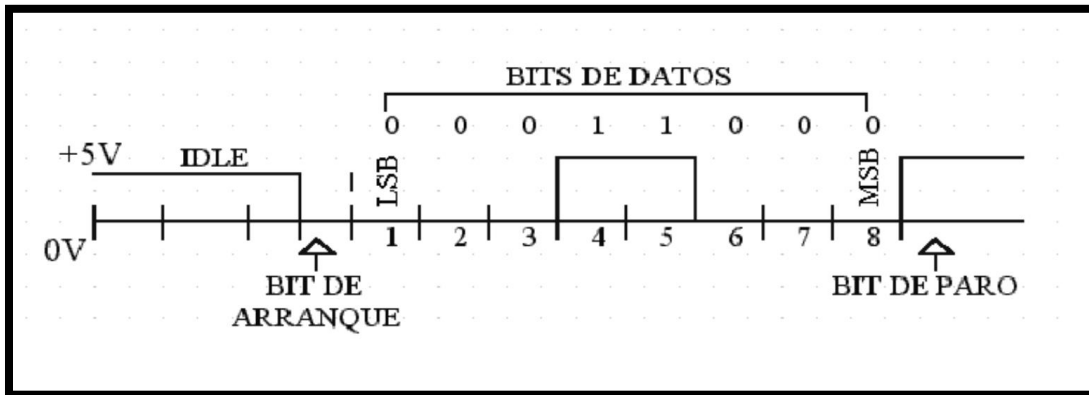 BITS DE DATOS
0 0 0 1 1 0 0 0
+5V IDLE LSB MSB
0V 1 2 3 4 5 6 7 8
BIT DE
ARRANQUE
BIT DE PARO